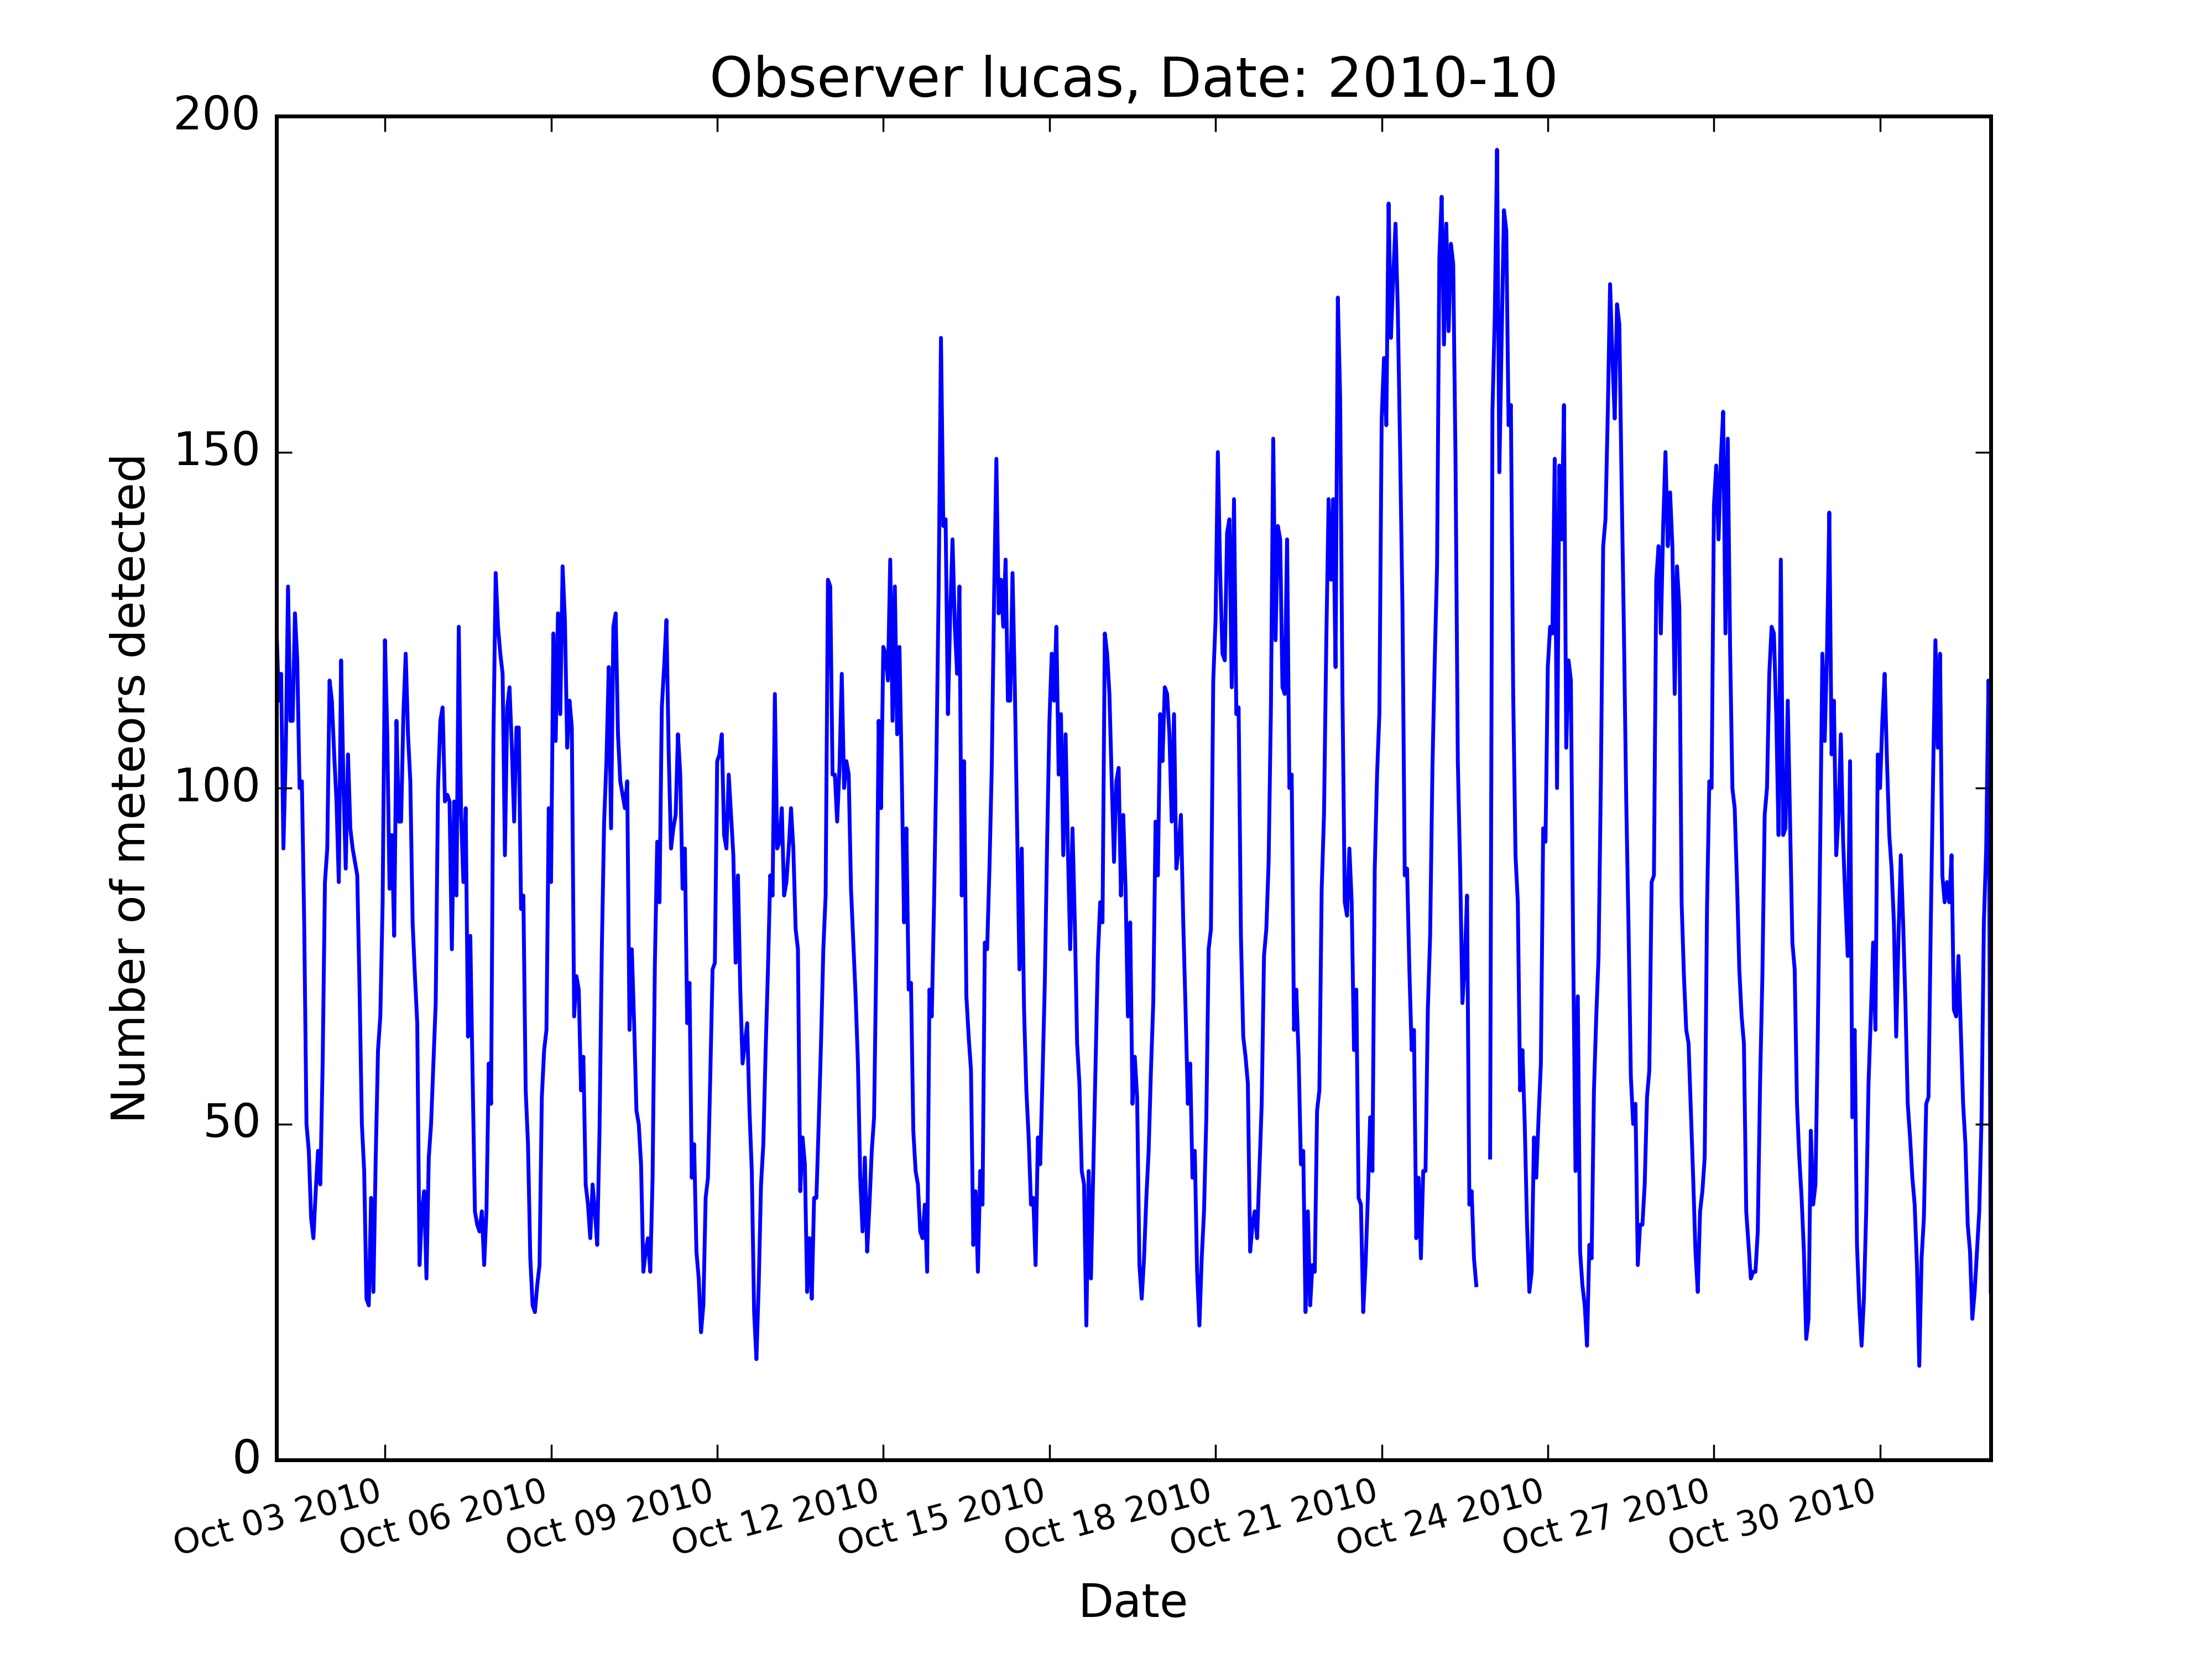 Observer lucas, Date: 2010-10
Number of meteors detected
200
150
100
50
0
Oct 03 2010
Oct 06 2010
Oct 09 2010
Oct 12 2010
Oct 15 2010
Oct 18 2010
Oct 21 2010
Oct 24 2010
Oct 27 2010
Oct 30 2010
Date